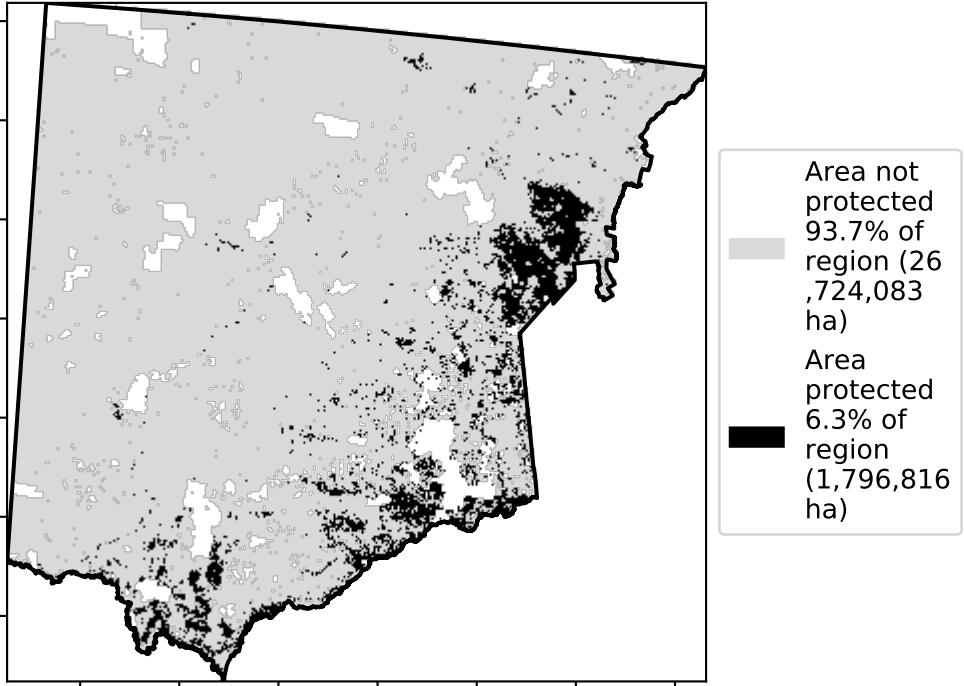 Area not
protected
93.7% of
region (26
,724,083
ha)
Area
protected
6.3% of
region
(1,796,816
ha)